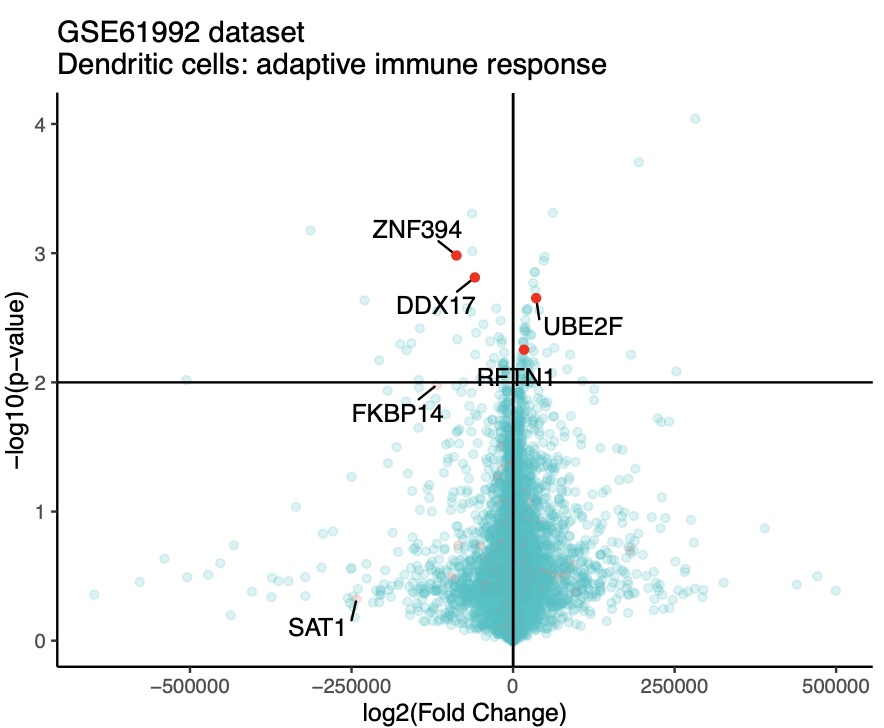 GSE61992 dataset
Dendritic cells: adaptive immune response
−log10(p−value)
4
3
2
1
0
ZNF394
DDX17
UBE2F
RFTN1
FKBP14
SAT1
−500000
−250000
0
250000
500000
log2(Fold Change)